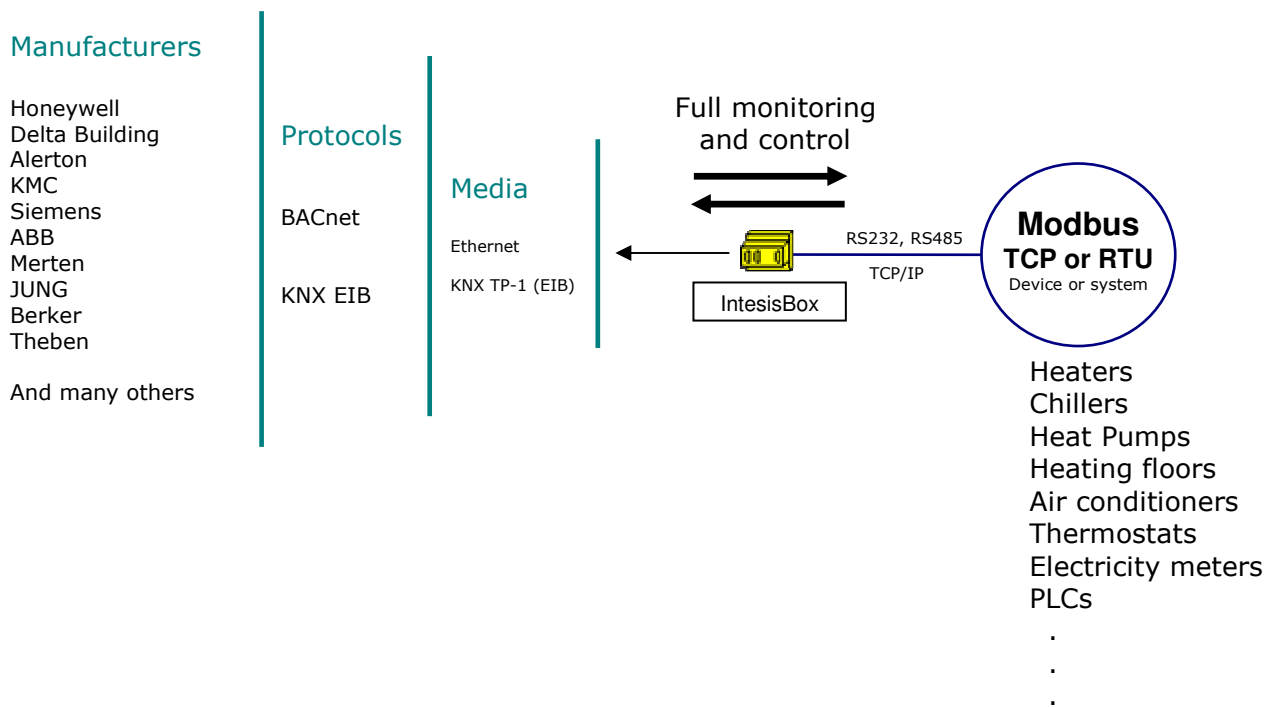 Manufacturers
Honeywell
Delta Building
Alerton
KMC
Siemens
ABB
Merten
JUNG
Berker
Theben
And many others
Protocols
BACnet
KNX EIB
Media
Ethernet
KNX TP-1 (EIB)
Full monitoring
and control
IntesisBox
RS232, RS485
TCP/IP
Modbus
TCP or RTU
Device or system
Heaters
Chillers
Heat Pumps
Heating floors
Air conditioners
Thermostats
Electricity meters
PLCs
.
.
.